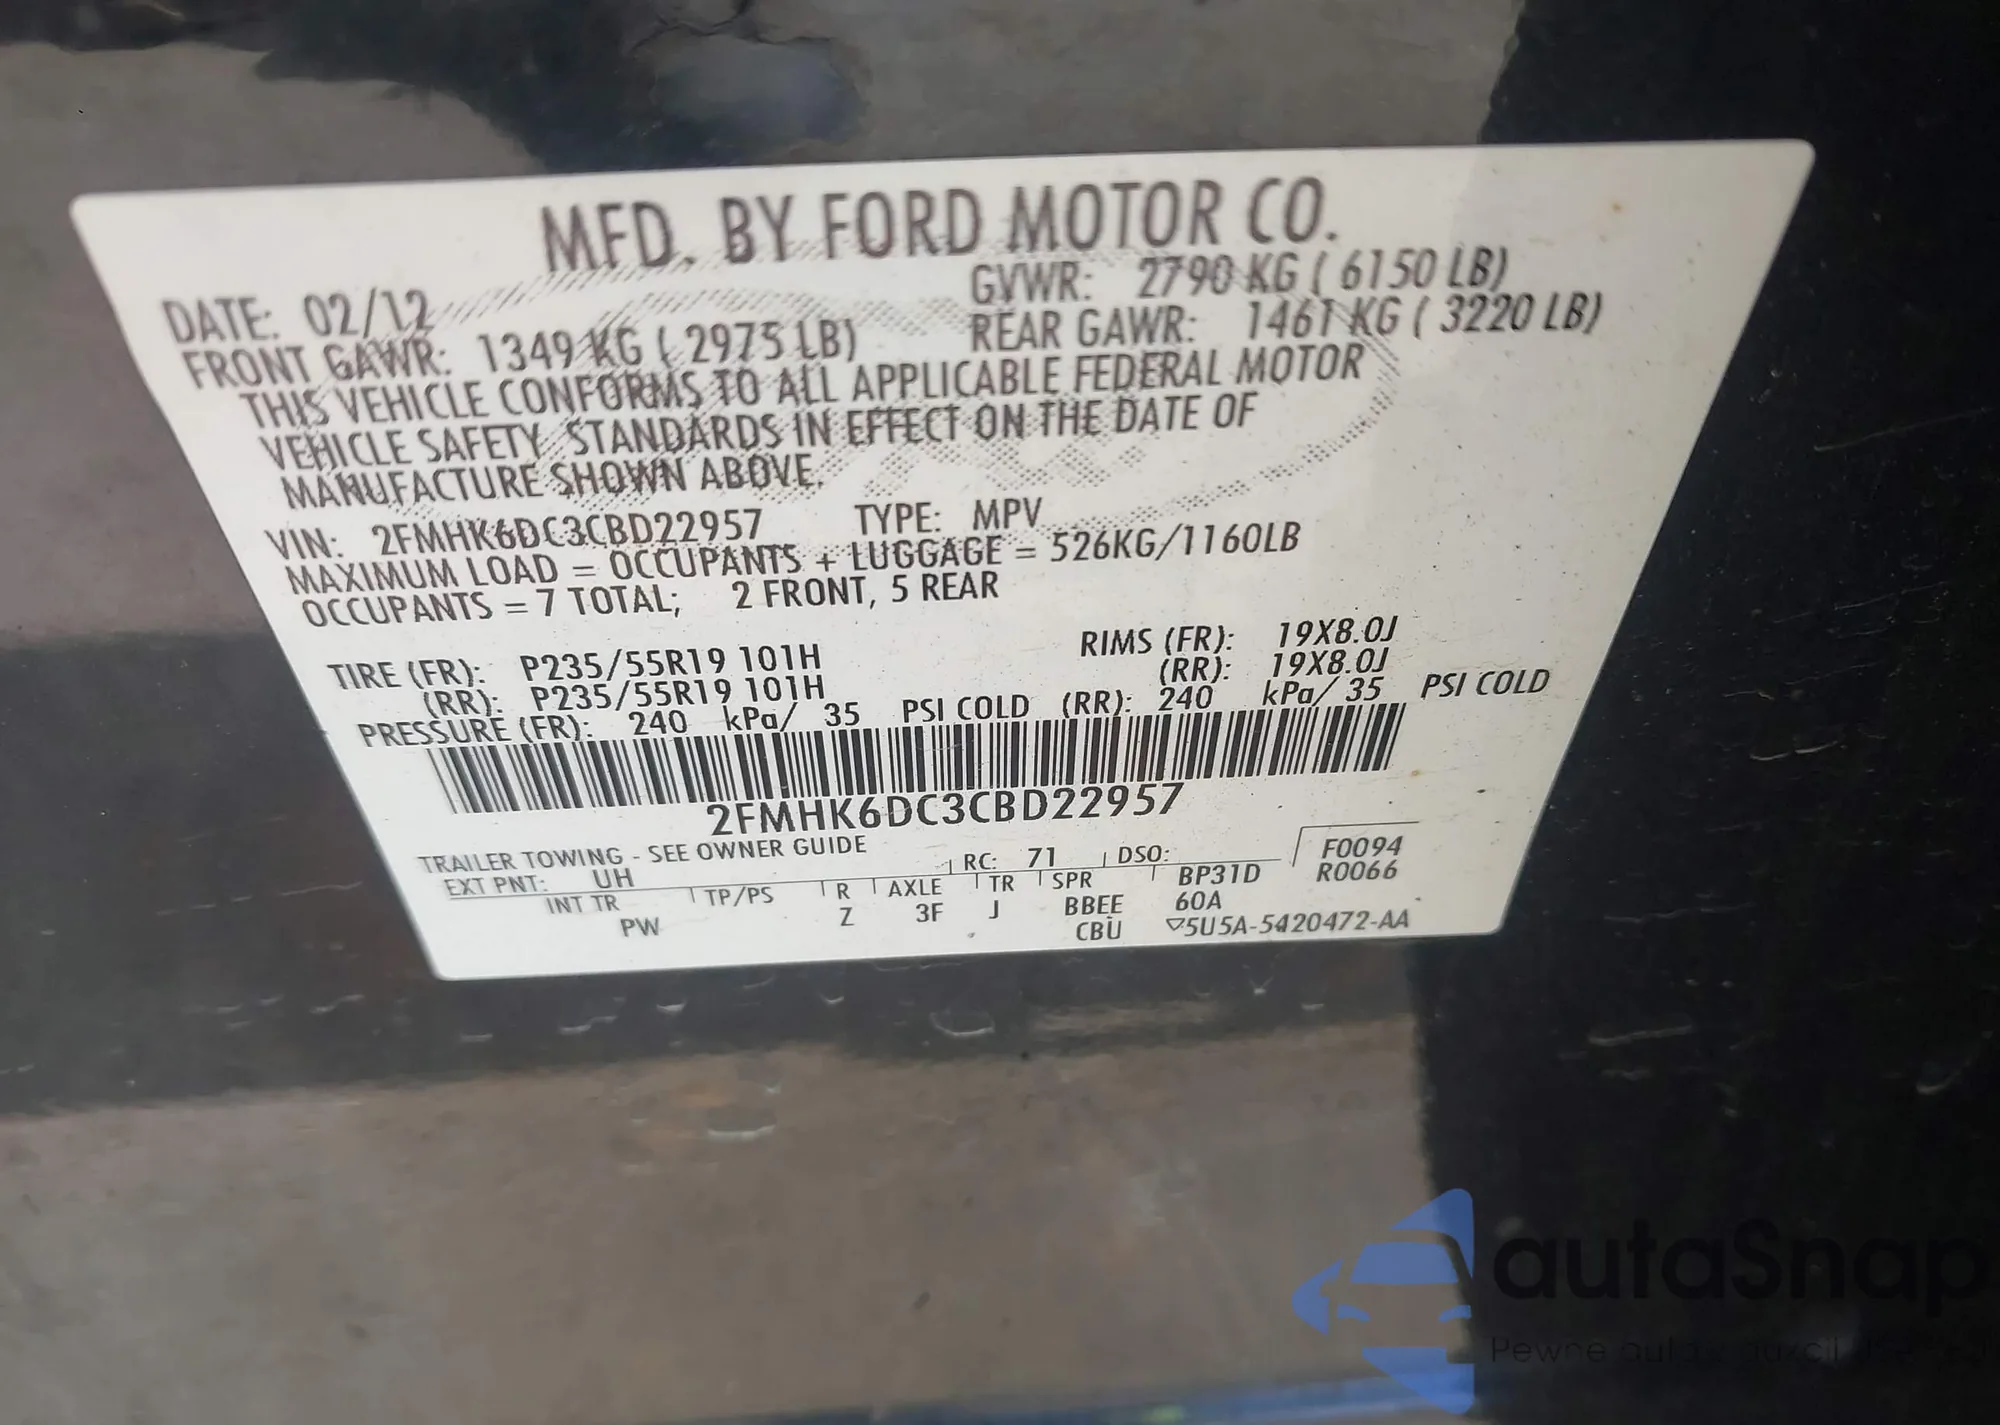 MFD. BY FORD MOTOR CO.
DATE: 02/12 GVWR: 2790 KG ( 6150 LB)
FRONT GAWR: 1349 KG ( 2975 LB) REAR GAWR: 1461 KG ( 3220 LB)
THIS VEHICLE CONFORMS TO ALL APPLICABLE FEDERAL MOTOR
VEHICLE SAFETY STANDARDS IN EFFECT ON THE DATE OF
MANUFACTURE SHOWN ABOVE.
VIN: 2FMHK6DC3CBD22957 TYPE: MPV
MAXIMUM LOAD = OCCUPANTS + LUGGAGE = 526KG/1160LB
OCCUPANTS = 7 TOTAL; 2 FRONT, 5 REAR
TIRE (FR): P235/55R19 101H RIMS (FR): 19X8.0J
(RR): P235/55R19 101H (RR): 19X8.0J
PRESSURE (FR): 240 kPa/ 35 PSI COLD (RR): 240 kPa/ 35 PSI COLD
2FMHK6DC3CBD22957
TRAILER TOWING - SEE OWNER GUIDE
EXT PNT: UH RC: 71 DSO: F0094
INT TR TP/PS R AXLE TR SPR BP31D R0066
PW Z 3F J BBEE 60A
CBU 5U5A-5420472-AA
autaSnap
Pewne auta z aukcji